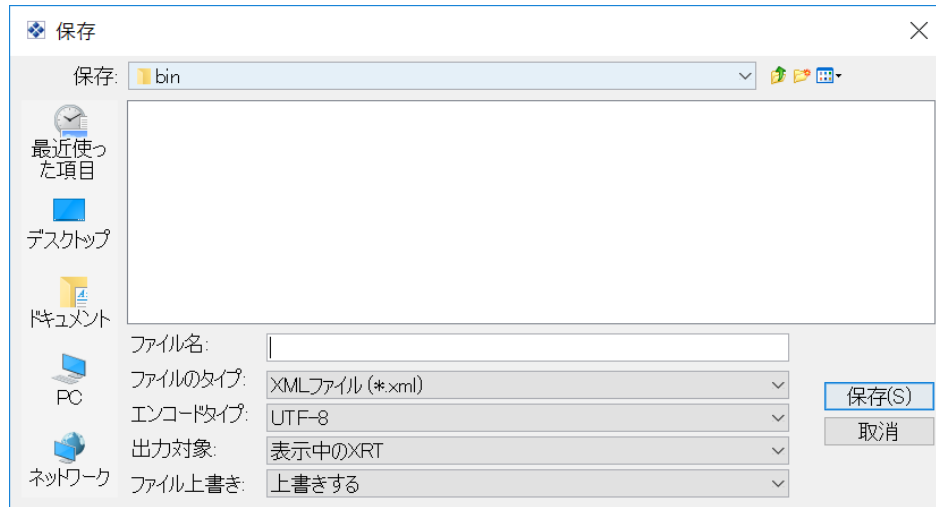 保存
保存:
bin
最近使っ
た項目
デスクトップ
ドキュメント
PC
ネットワーク
ファイル名:
ファイルのタイプ:
XMLファイル (*.xml)
エンコードタイプ:
UTF-8
出力対象:
表示中のXRT
ファイル上書き:
上書きする
保存(S)
取消